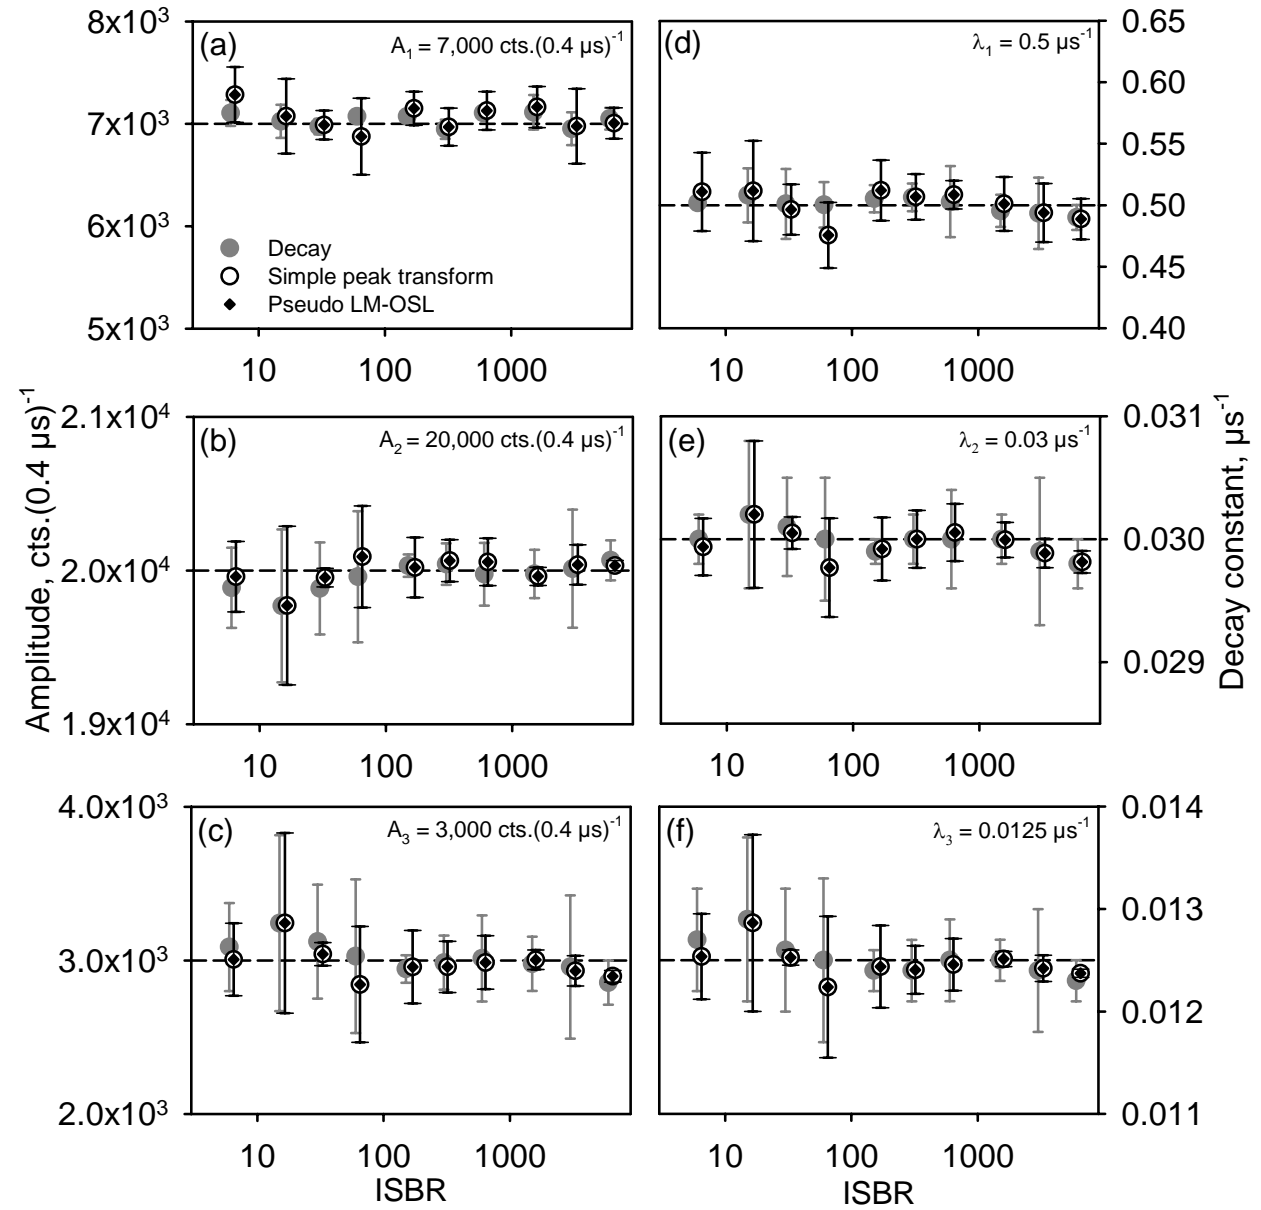 8x10³
7x10³
6x10³
5x10³
(a)
A₁ = 7,000 cts.(0.4 µs)⁻¹
Decay
Simple peak transform
Pseudo LM-OSL
10 100 1000
(d)
λ₁ = 0.5 µs⁻¹
0.65
0.60
0.55
0.50
0.45
0.40
10 100 1000
Amplitude, cts.(0.4 µs)⁻¹
2.1x10⁴
2.0x10⁴
1.9x10⁴
(b)
A₂ = 20,000 cts.(0.4 µs)⁻¹
10 100 1000
(e)
λ₂ = 0.03 µs⁻¹
0.031
0.030
0.029
Decay constant, µs⁻¹
10 100 1000
4.0x10³
3.0x10³
2.0x10³
(c)
A₃ = 3,000 cts.(0.4 µs)⁻¹
10 100 1000
ISBR
(f)
λ₃ = 0.0125 µs⁻¹
0.014
0.013
0.012
0.011
10 100 1000
ISBR